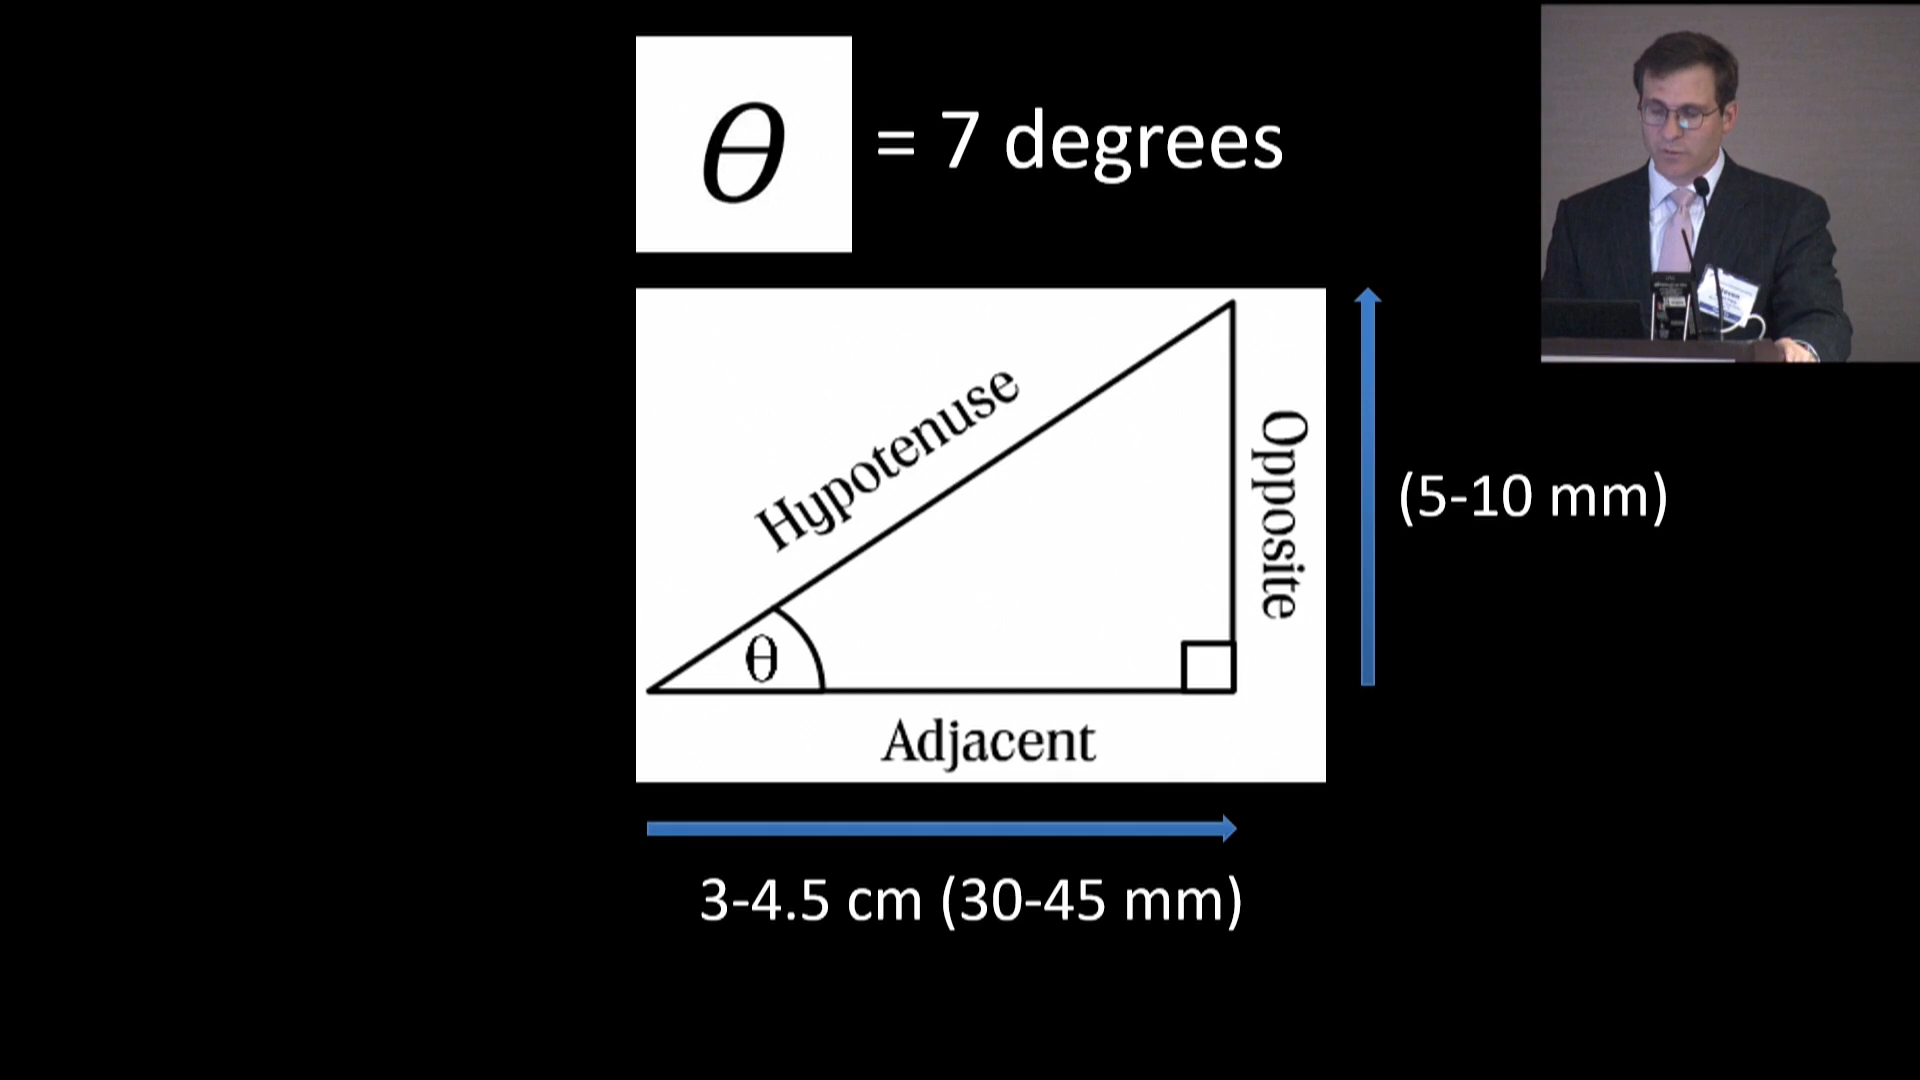 θ = 7 degrees
Hypotenuse
Opposite
(5-10 mm)
θ
Adjacent
3-4.5 cm (30-45 mm)